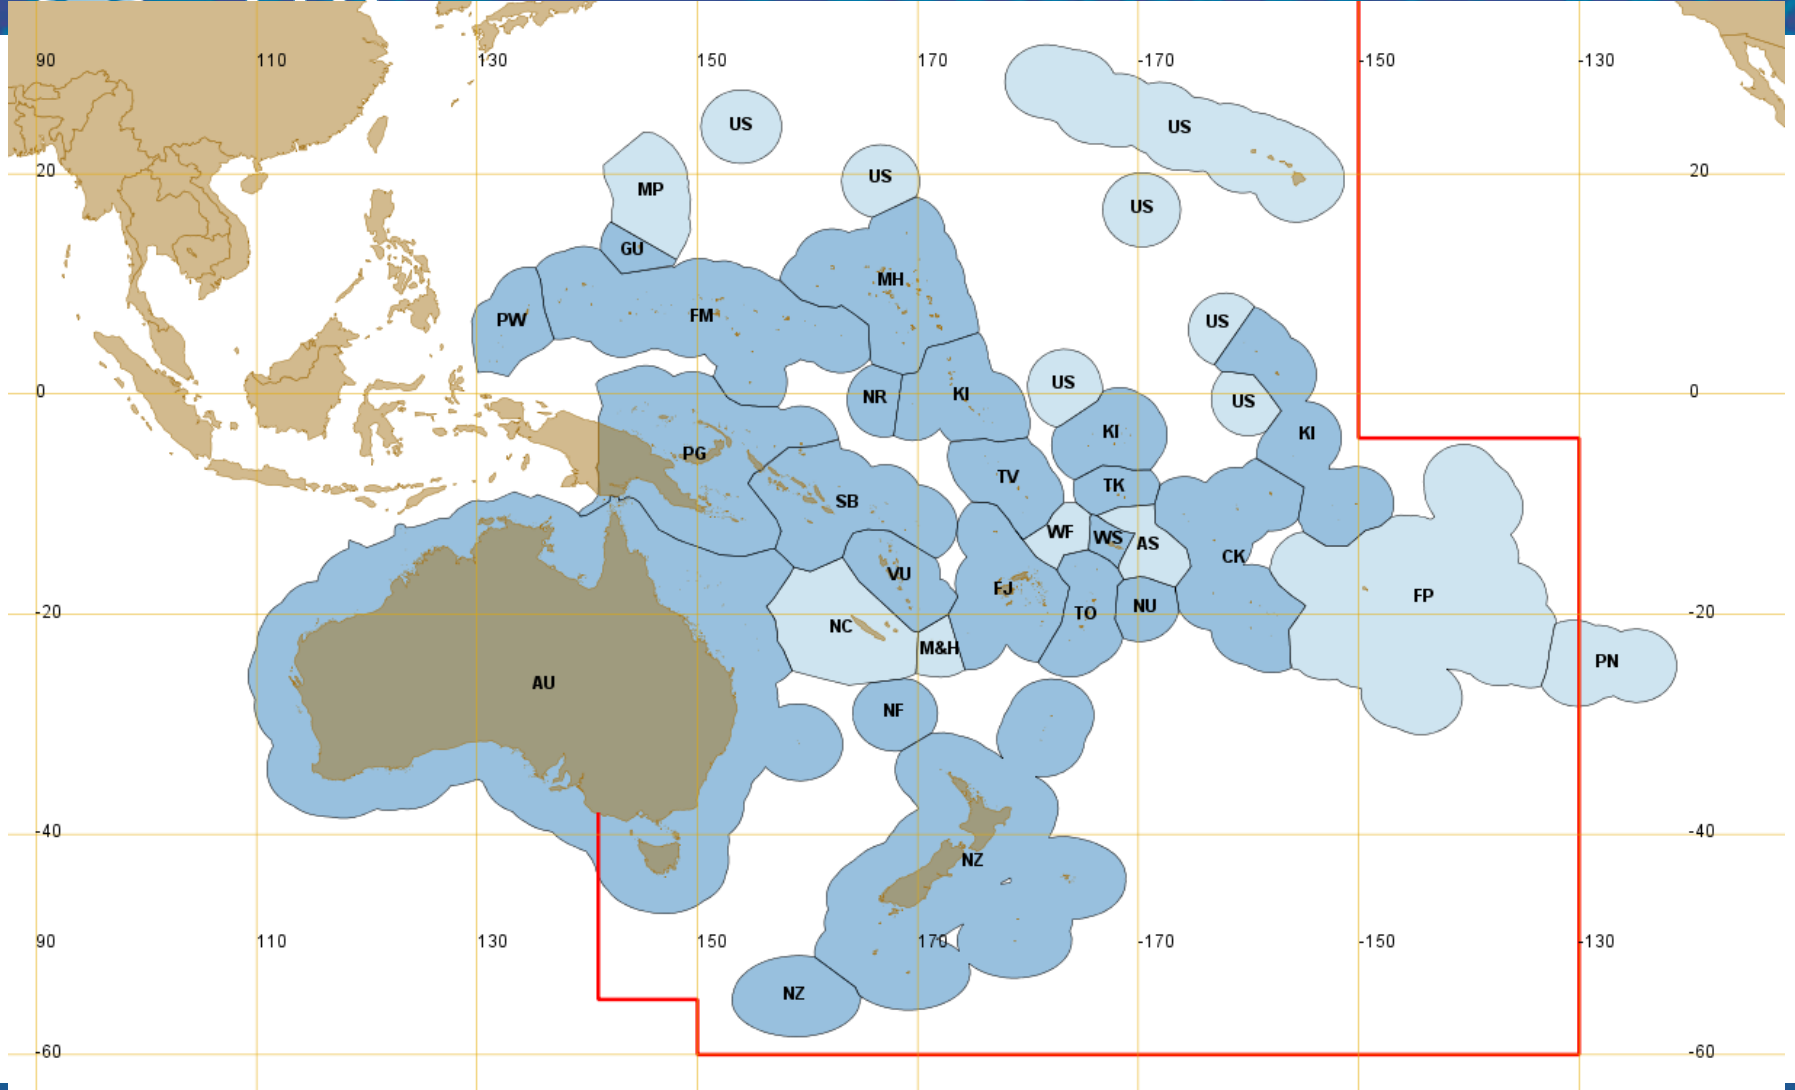 90 110 130 150 170 -170 -150 -130
US
US
US
20 20
MP
US
GU
MH
FM
PW
US
US
0 0
NR KI
US
KI KI
PG
TV
TK
SB
WF WS AS
CK
VU
FJ
FP
NU
-20 TO -20
NC
M&H
PN
AU
NF
-40 -40
NZ
90 110 130 150 170 -170 -150 -130
NZ
-60 -60